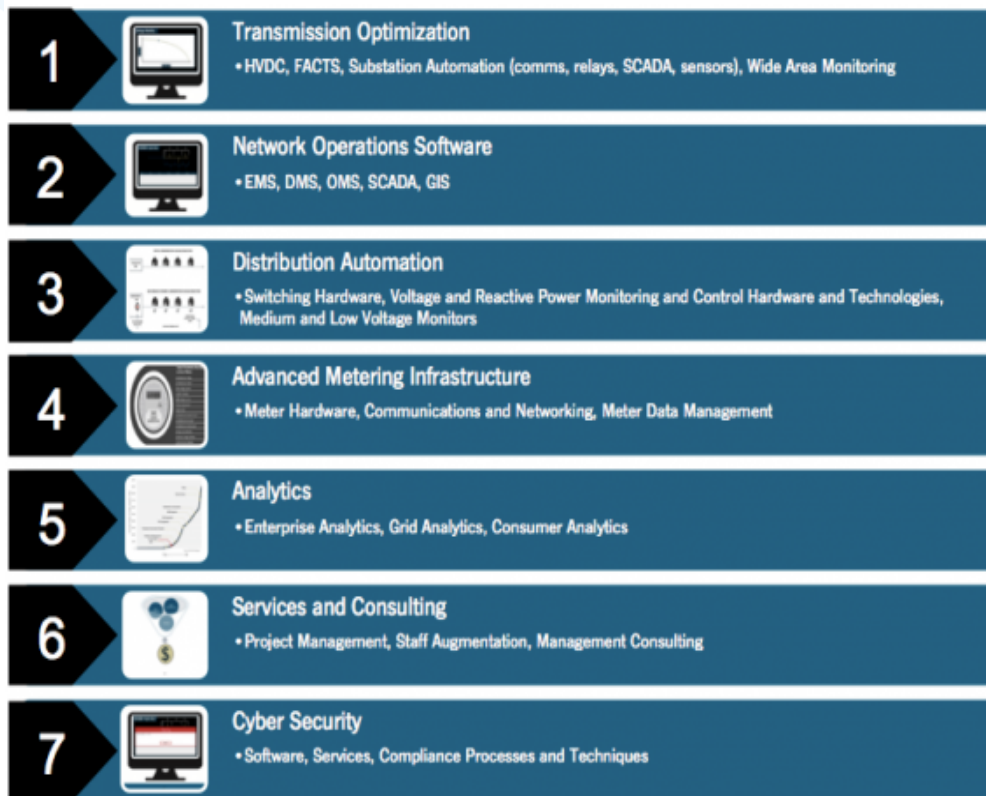 1
Transmission Optimization
•HVDC, FACTS, Substation Automation (comms, relays, SCADA, sensors), Wide Area Monitoring
2
Network Operations Software
•EMS, DMS, OMS, SCADA, GIS
3
Distribution Automation
•Switching Hardware, Voltage and Reactive Power Monitoring and Control Hardware and Technologies,
Medium and Low Voltage Monitors
4
Advanced Metering Infrastructure
•Meter Hardware, Communications and Networking, Meter Data Management
5
Analytics
•Enterprise Analytics, Grid Analytics, Consumer Analytics
6
Services and Consulting
•Project Management, Staff Augmentation, Management Consulting
$
7
Cyber Security
•Software, Services, Compliance Processes and Techniques